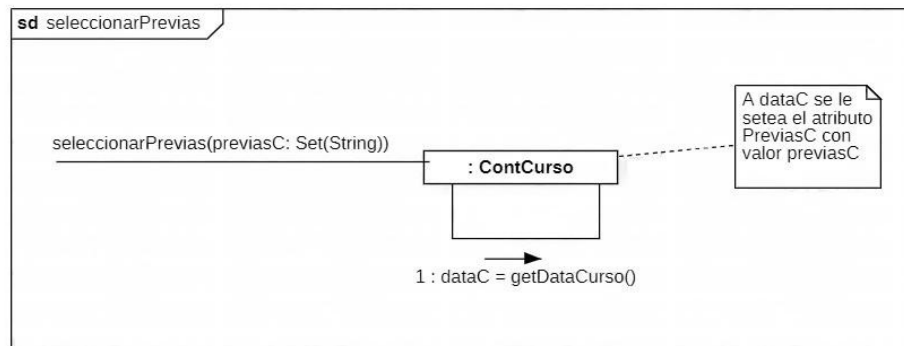 sd seleccionarPrevias
A dataC se le
setea el atributo
PreviasC con
valor previasC
seleccionarPrevias(previasC: Set(String))
: ContCurso
1 : dataC = getDataCurso()